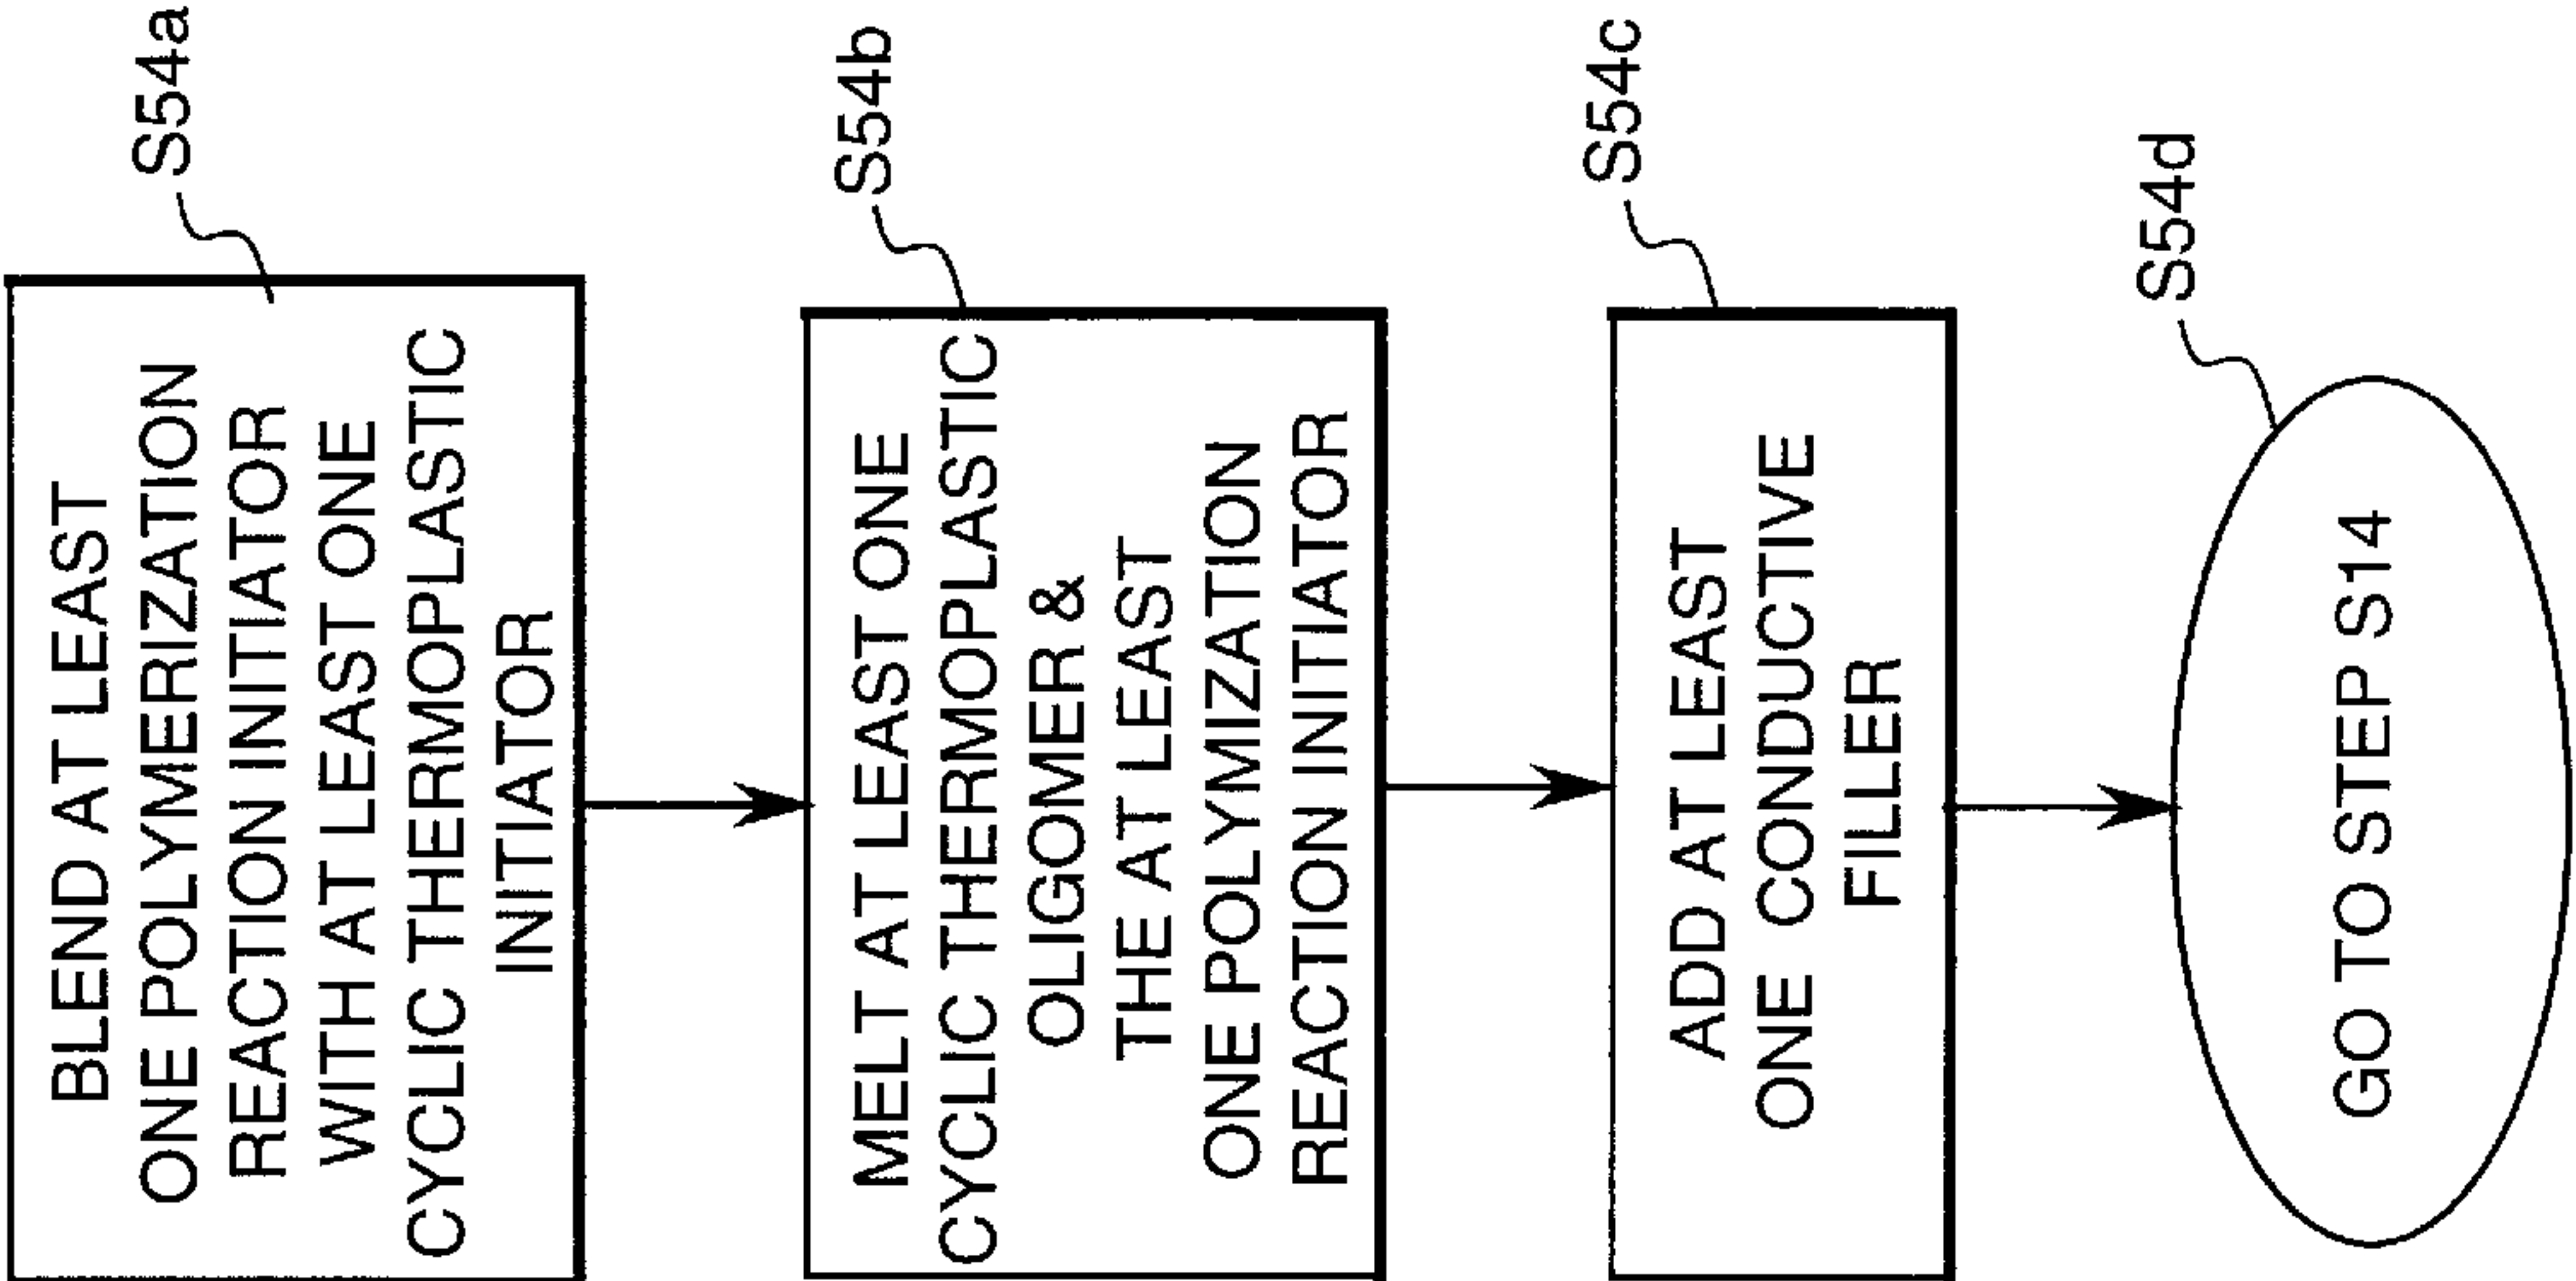 BLEND AT LEAST
ONE POLYMERIZATION
REACTION INITIATOR
WITH AT LEAST ONE
CYCLIC THERMOPLASTIC
INITIATOR
S54a
MELT AT LEAST ONE
CYCLIC THERMOPLASTIC
OLIGOMER &
THE AT LEAST
ONE POLYMIZATION
REACTION INITIATOR
S54b
ADD AT LEAST
ONE CONDUCTIVE
FILLER
S54c
GO TO STEP S14
S54d